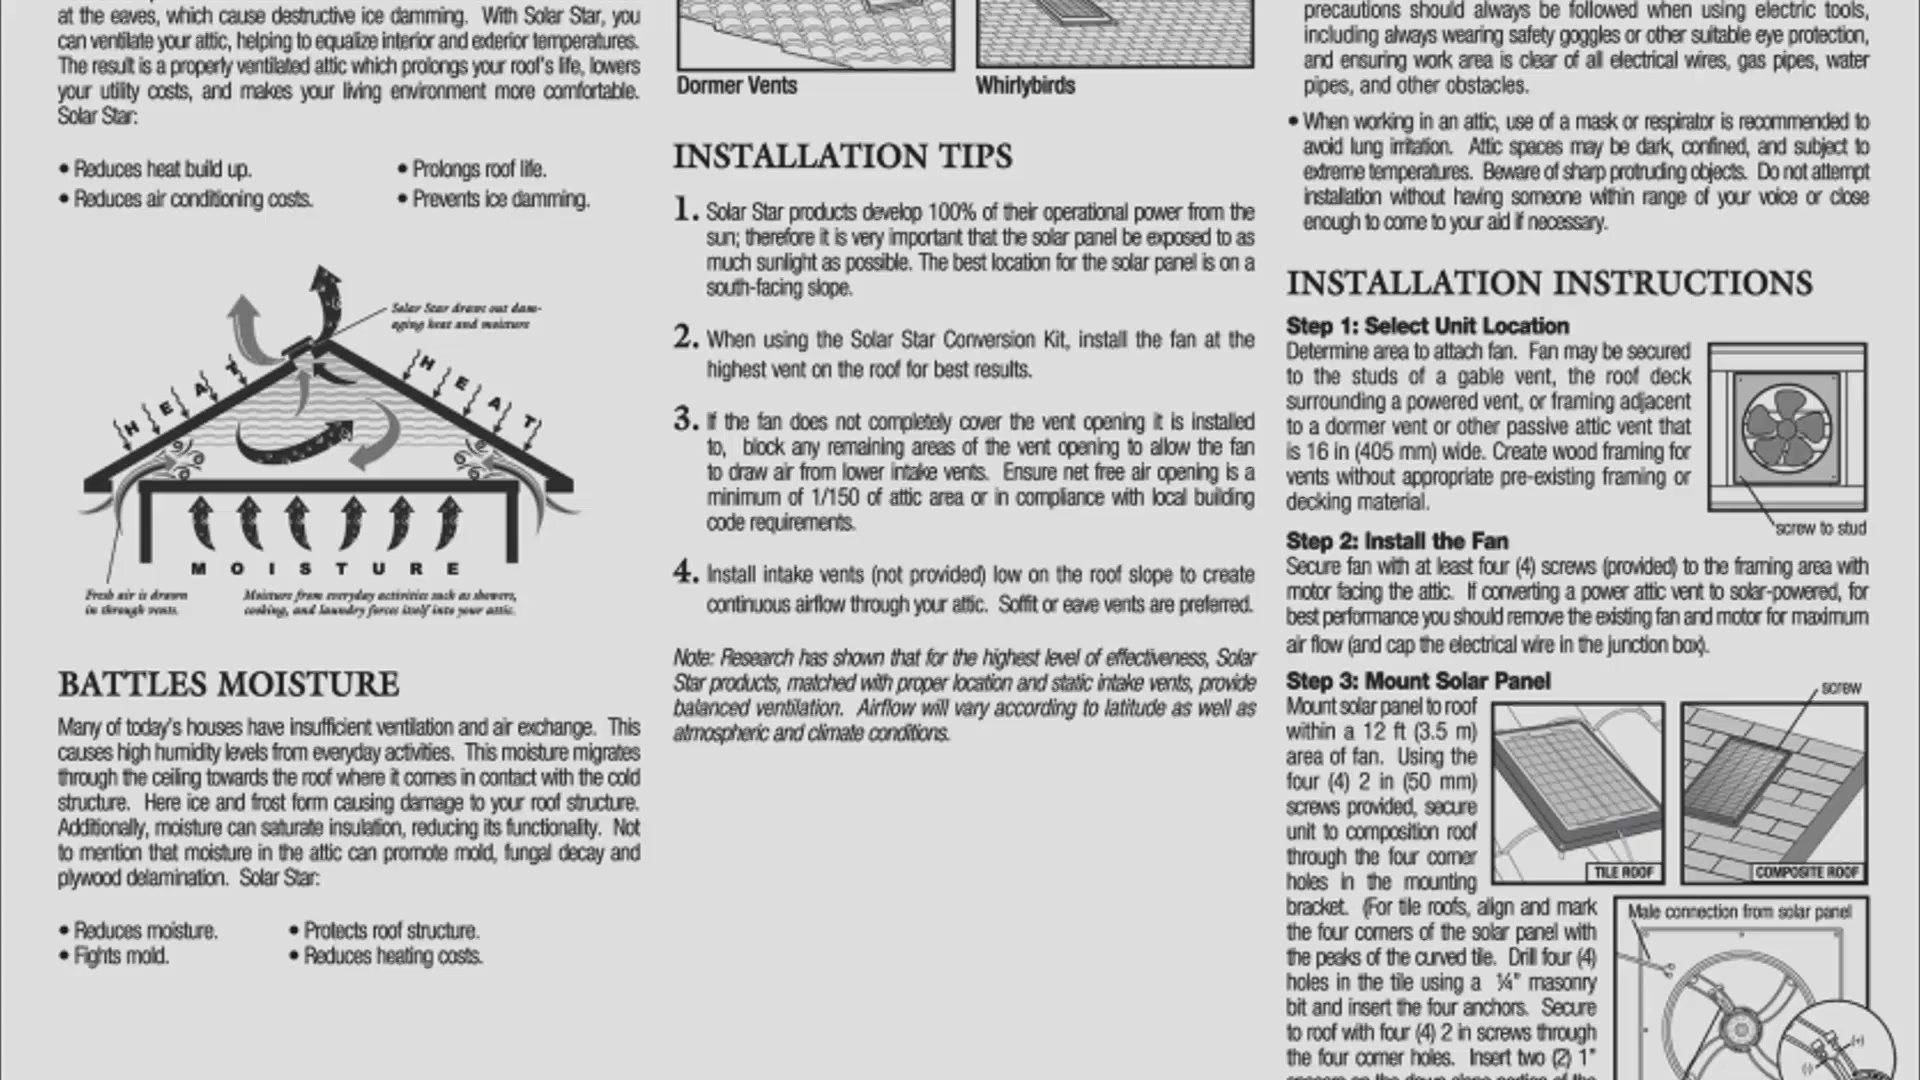 at the eaves, which cause destructive ice damming. With Solar Star, you
can ventilate your attic, helping to equalize interior and exterior temperatures.
The result is a properly ventilated attic which prolongs your roof's life, lowers
your utility costs, and makes your living environment more comfortable.
Solar Star:
• Reduces heat build up.
• Prolongs roof life.
• Reduces air conditioning costs.
• Prevents ice damming.
Solar Star draws out dam-
aging heat and moisture
HEAT
HEAT
MOISTURE
Fresh air is drawn
in through vents.
Moisture from everyday activities such as showers,
cooking, and laundry forces itself into your attic.
BATTLES MOISTURE
Many of today's houses have insufficient ventilation and air exchange. This
causes high humidity levels from everyday activities. This moisture migrates
through the ceiling towards the roof where it comes in contact with the cold
structure. Here ice and frost form causing damage to your roof structure.
Additionally, moisture can saturate insulation, reducing its functionality. Not
to mention that moisture in the attic can promote mold, fungal decay and
plywood delamination. Solar Star:
• Reduces moisture.
• Protects roof structure.
• Fights mold.
• Reduces heating costs.
Dormer Vents
Whirlybirds
INSTALLATION TIPS
1. Solar Star products develop 100% of their operational power from the
sun; therefore it is very important that the solar panel be exposed to as
much sunlight as possible. The best location for the solar panel is on a
south-facing slope.
2. When using the Solar Star Conversion Kit, install the fan at the
highest vent on the roof for best results.
3. If the fan does not completely cover the vent opening it is installed
to, block any remaining areas of the vent opening to allow the fan
to draw air from lower intake vents. Ensure net free air opening is a
minimum of 1/150 of attic area or in compliance with local building
code requirements.
4. Install intake vents (not provided) low on the roof slope to create
continuous airflow through your attic. Soffit or eave vents are preferred.
Note: Research has shown that for the highest level of effectiveness, Solar
Star products, matched with proper location and static intake vents, provide
balanced ventilation. Airflow will vary according to latitude as well as
atmospheric and climate conditions.
precautions should always be followed when using electric tools,
including always wearing safety goggles or other suitable eye protection,
and ensuring work area is clear of all electrical wires, gas pipes, water
pipes, and other obstacles.
• When working in an attic, use of a mask or respirator is recommended to
avoid lung irritation. Attic spaces may be dark, confined, and subject to
extreme temperatures. Beware of sharp protruding objects. Do not attempt
installation without having someone within range of your voice or close
enough to come to your aid if necessary.
INSTALLATION INSTRUCTIONS
Step 1: Select Unit Location
Determine area to attach fan. Fan may be secured
to the studs of a gable vent, the roof deck
surrounding a powered vent, or framing adjacent
to a dormer vent or other passive attic vent that
is 16 in (405 mm) wide. Create wood framing for
vents without appropriate pre-existing framing or
decking material.
screw to stud
Step 2: Install the Fan
Secure fan with at least four (4) screws (provided) to the framing area with
motor facing the attic. If converting a power attic vent to solar-powered, for
best performance you should remove the existing fan and motor for maximum
air flow (and cap the electrical wire in the junction box).
Step 3: Mount Solar Panel
screw
Mount solar panel to roof
within a 12 ft (3.5 m)
area of fan. Using the
four (4) 2 in (50 mm)
screws provided, secure
unit to composition roof
through the four corner
holes in the mounting
bracket. (For tile roofs, align and mark
the four corners of the solar panel with
the peaks of the curved tile. Drill four (4)
holes in the tile using a ¼" masonry
bit and insert the four anchors. Secure
to roof with four (4) 2 in screws through
the four corner holes. Insert two (2) 1"
TILE ROOF
COMPOSITE ROOF
Male connection from solar panel
(+)
(-)